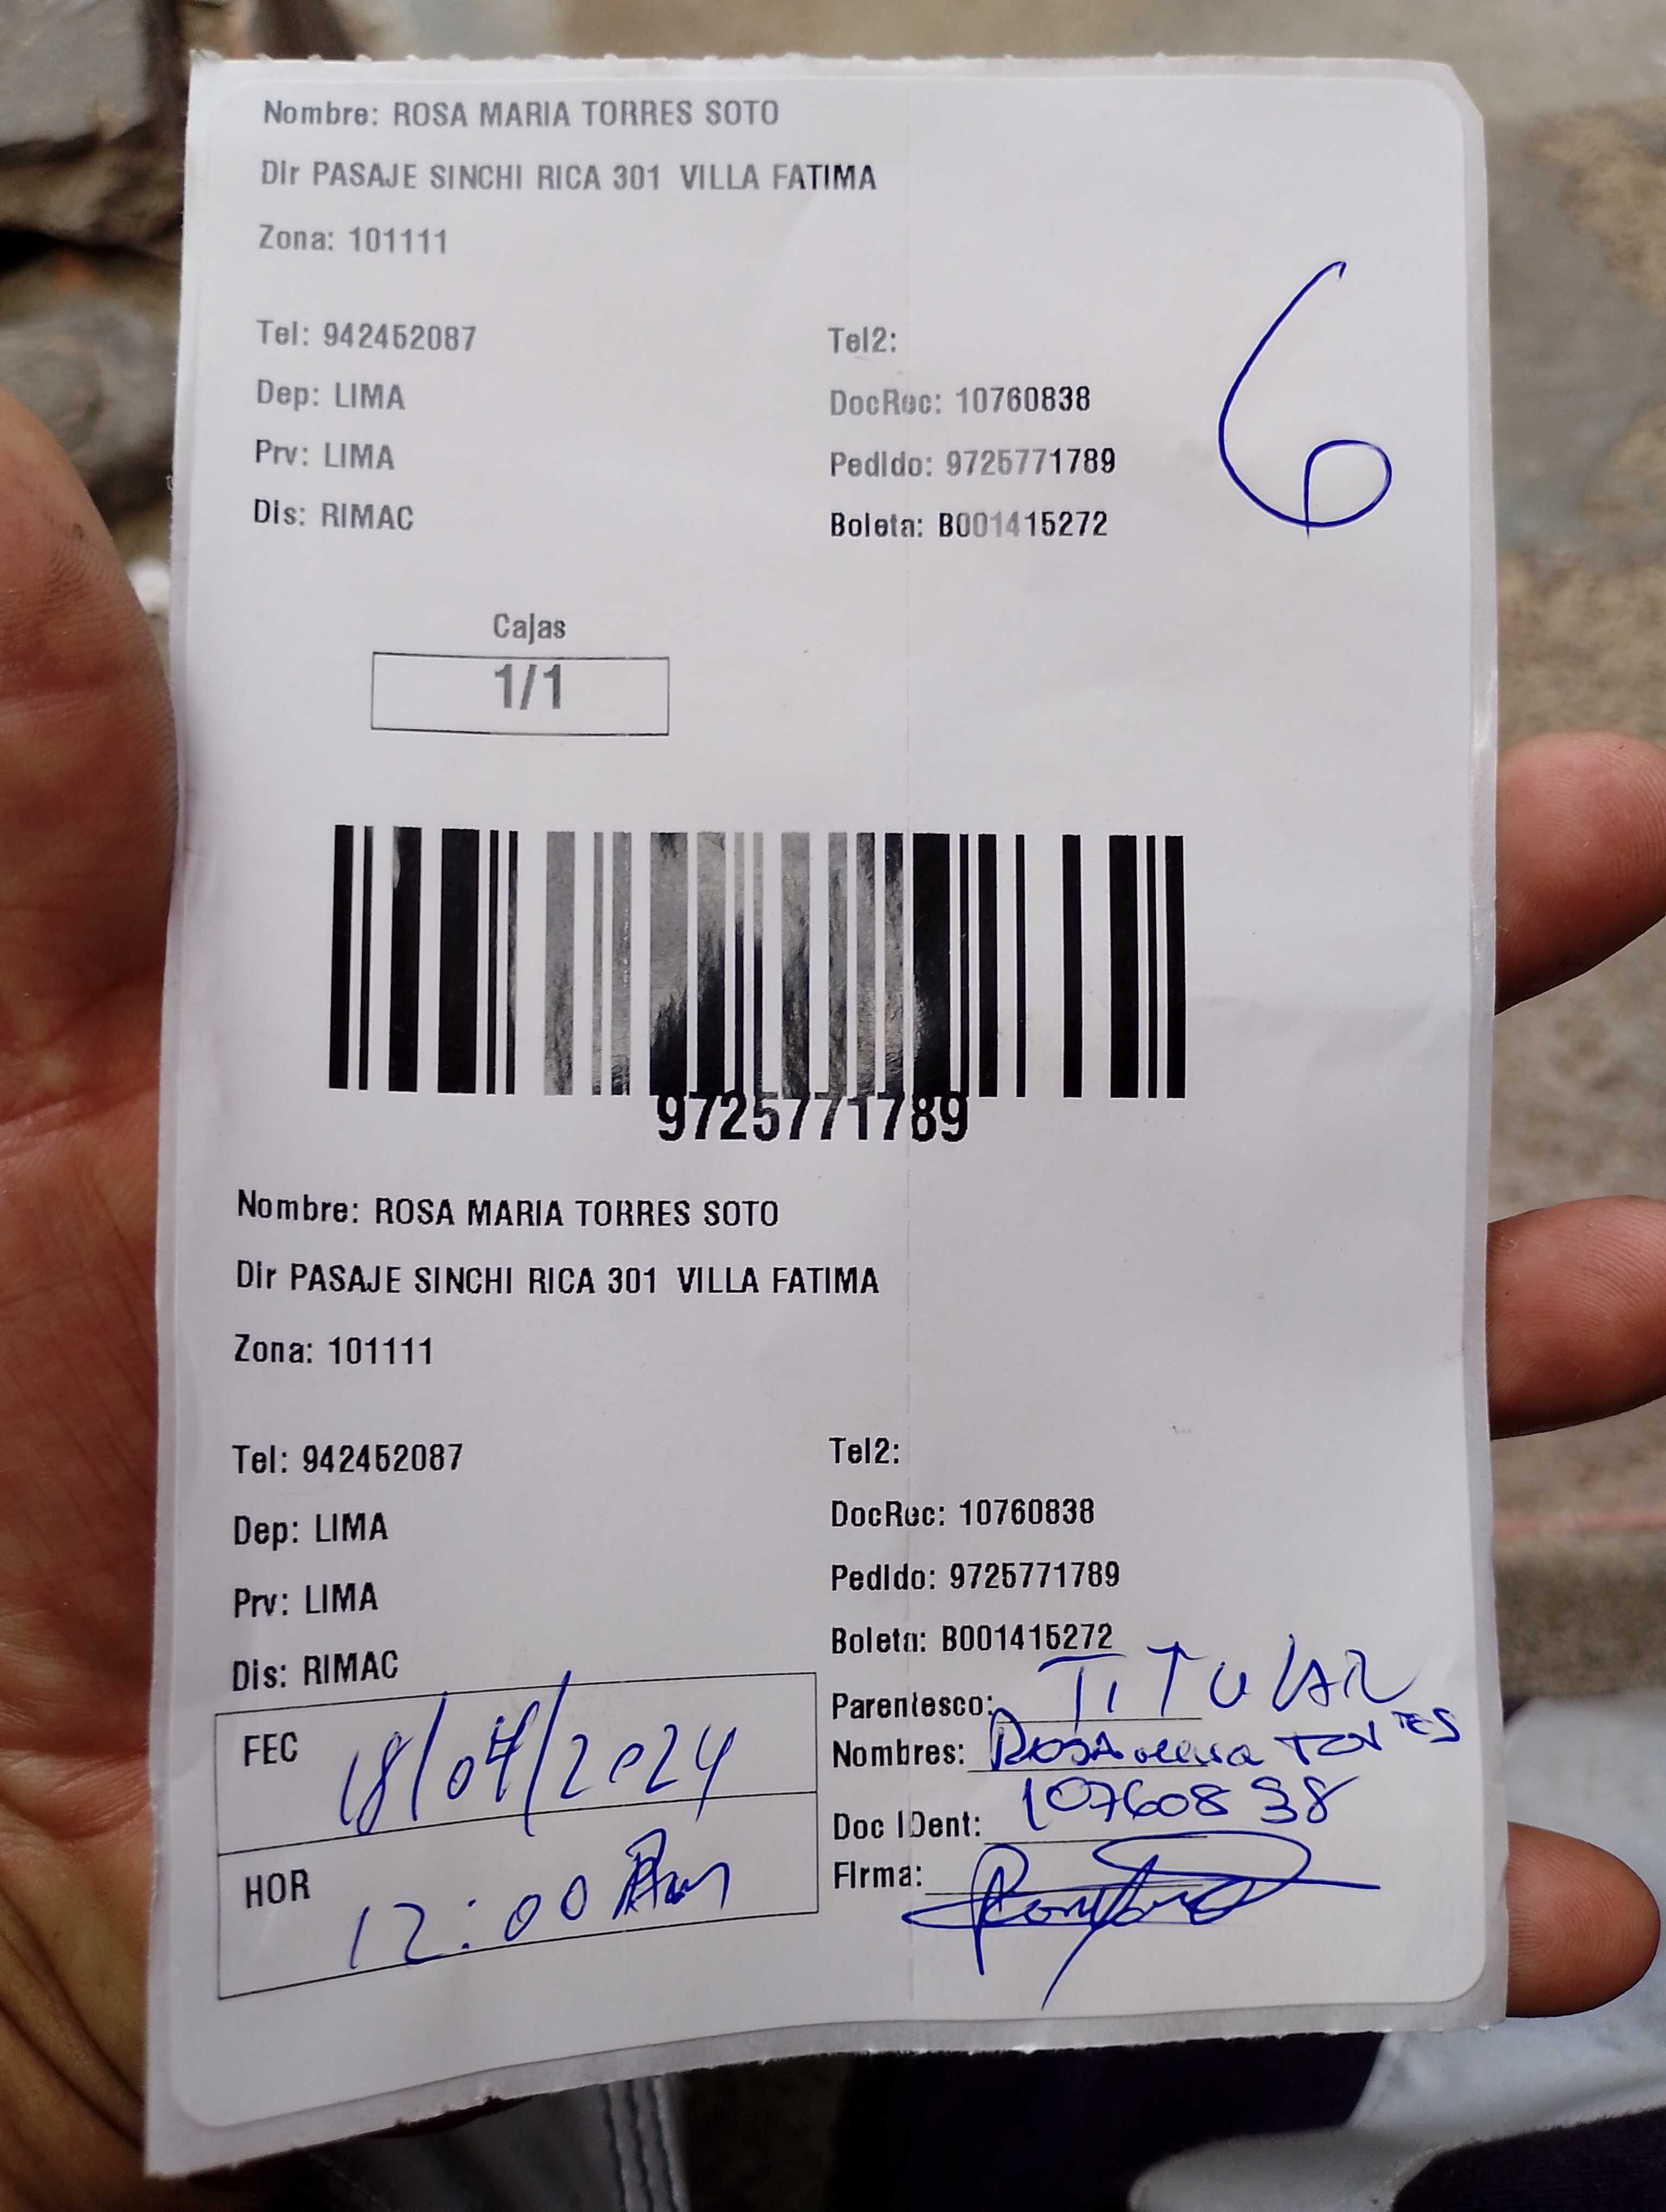 Nombre: ROSA MARIA TORRES SOTO
Dir PASAJE SINCHI RICA 301 VILLA FATIMA
Zona: 101111
6
Tel: 942452087 Tel2:
Dep: LIMA DocRec: 10760838
Prv: LIMA Pedido: 9725771789
Dis: RIMAC Boleta: B001415272
Cajas
1/1
9725771789
Nombre: ROSA MARIA TORRES SOTO
Dir PASAJE SINCHI RICA 301 VILLA FATIMA
Zona: 101111
Tel: 942452087 Tel2:
Dep: LIMA DocRec: 10760838
Prv: LIMA Pedido: 9725771789
Dis: RIMAC Boleta: B001415272
Parentesco: TITULAR
FEC 18/04/2024 Nombres: ROSA Maria TORRES
Doc IDent: 10760838
HOR 12:00 Firma: